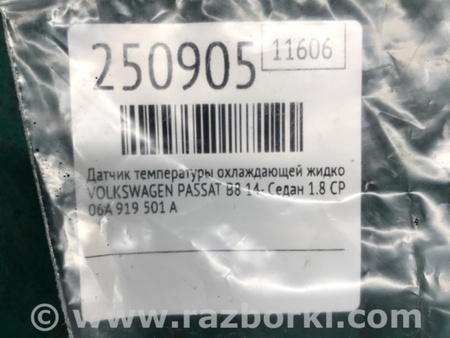 250905
11606
Датчик температуры охлаждающей жидко
VOLKSWAGEN PASSAT B8 14- Седан 1.8 CP
06A 919 501 A
© www.razborki.com